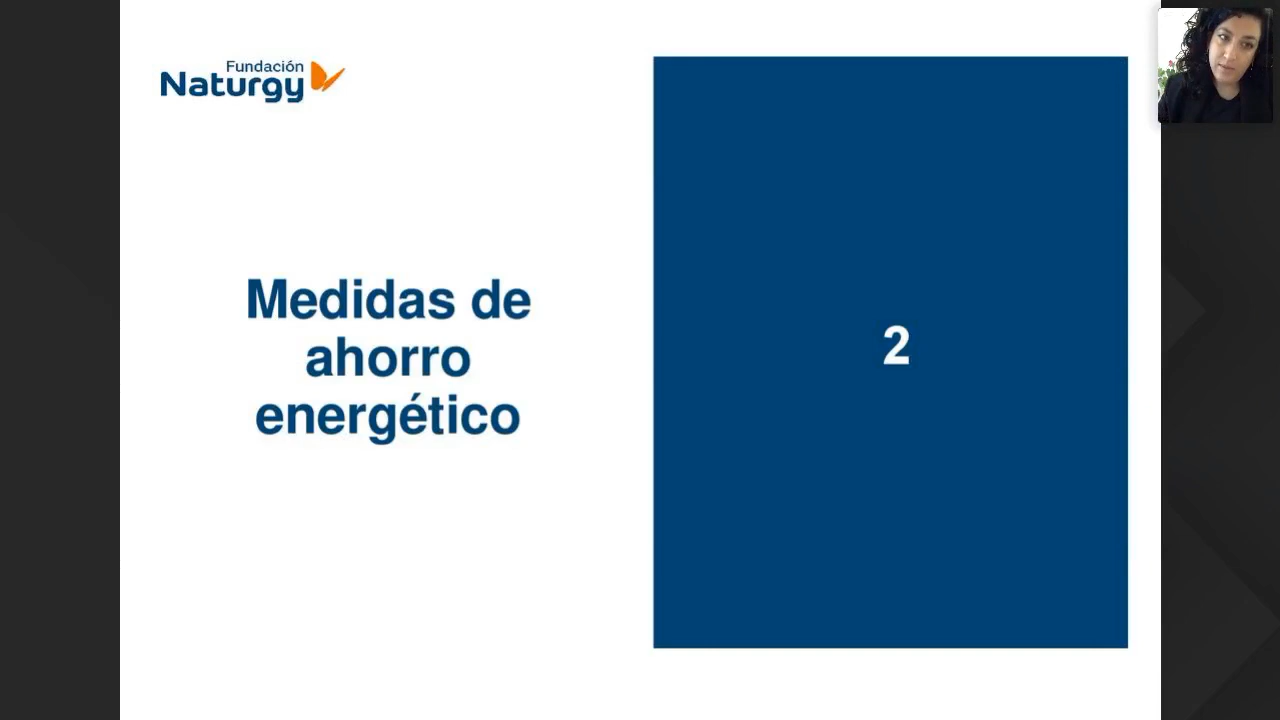 Fundación
Naturgy
Medidas de
ahorro
energético
2